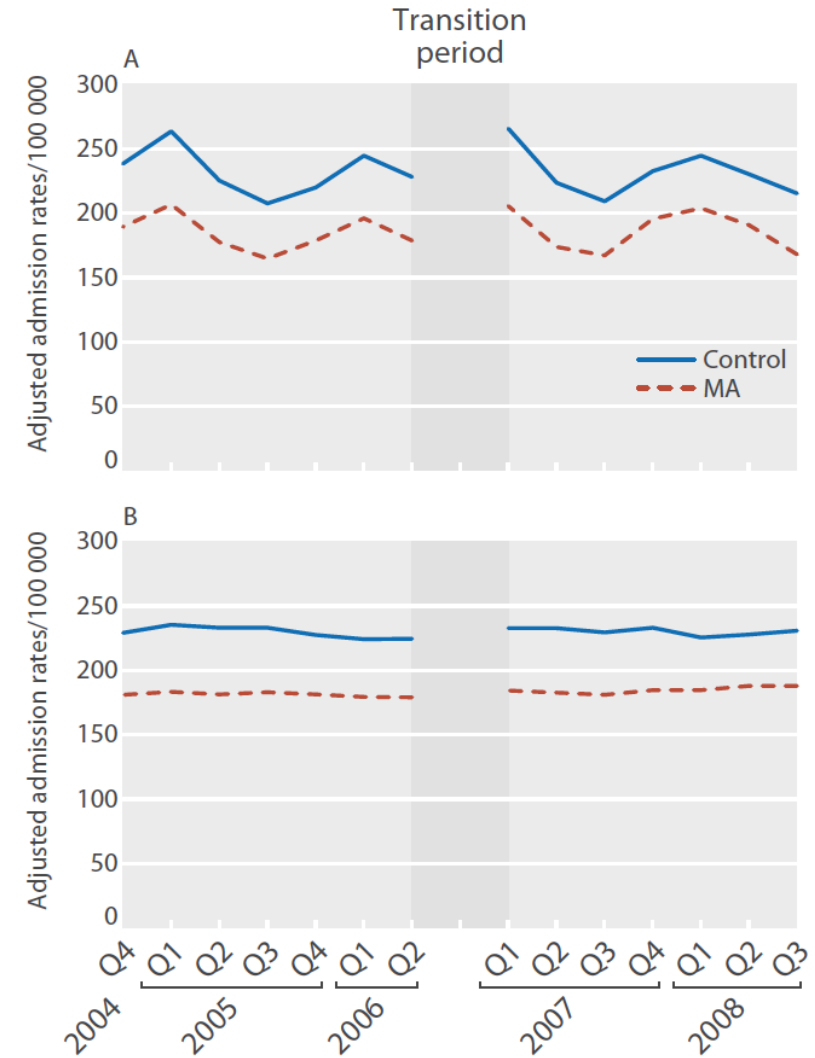 Transition
period
A
Adjusted admission rates/100 000
300
250
200
150
100
50
0
Control
MA
B
Adjusted admission rates/100 000
300
250
200
150
100
50
0
Q4 Q1 Q2 Q3 Q4 Q1 Q2 Q1 Q2 Q3 Q4 Q1 Q2 Q3
2004 2005 2006 2007 2008